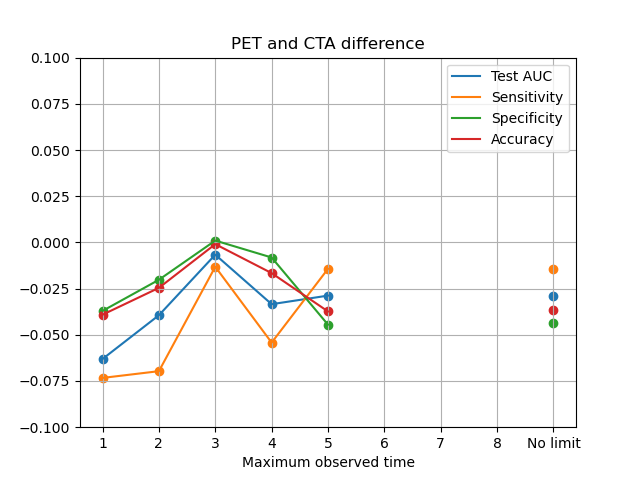 PET and CTA difference
0.100
0.075
0.050
0.025
0.000
−0.025
−0.050
−0.075
−0.100
Test AUC
Sensitivity
Specificity
Accuracy
1 2 3 4 5 6 7 8 No limit
Maximum observed time